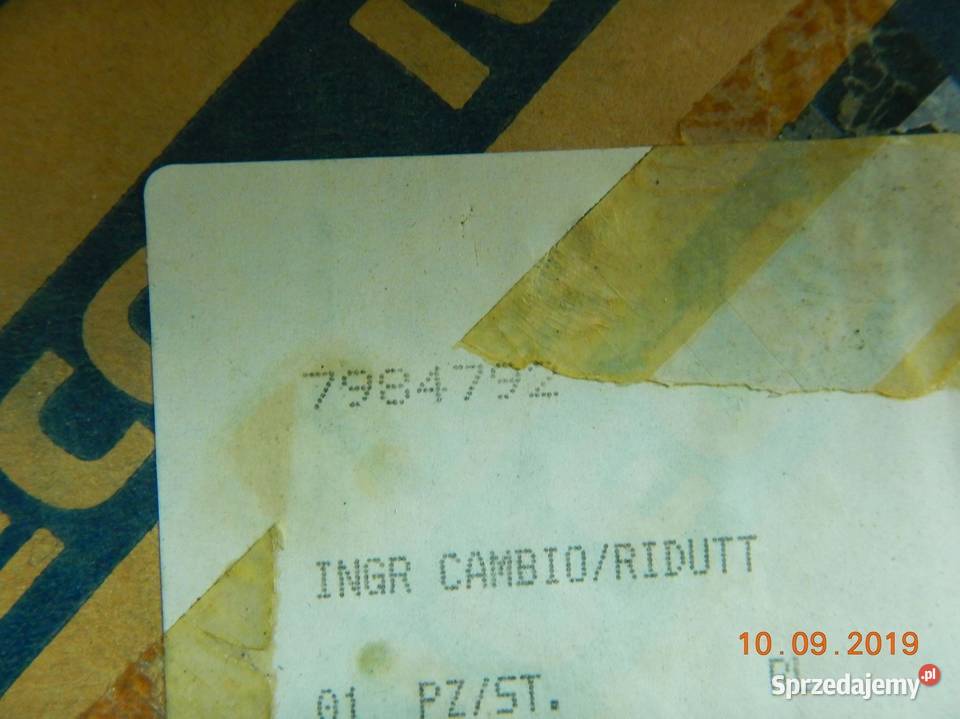 7984792
INGR CAMBIO/RIDUTT
10.09.2019
01 PZ/ST.
Sprzedajemy.pl